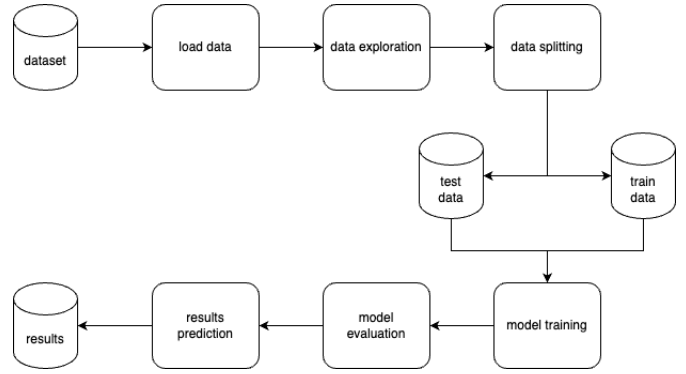 dataset
load data
data exploration
data splitting
test
data
train
data
results
results
prediction
model
evaluation
model training